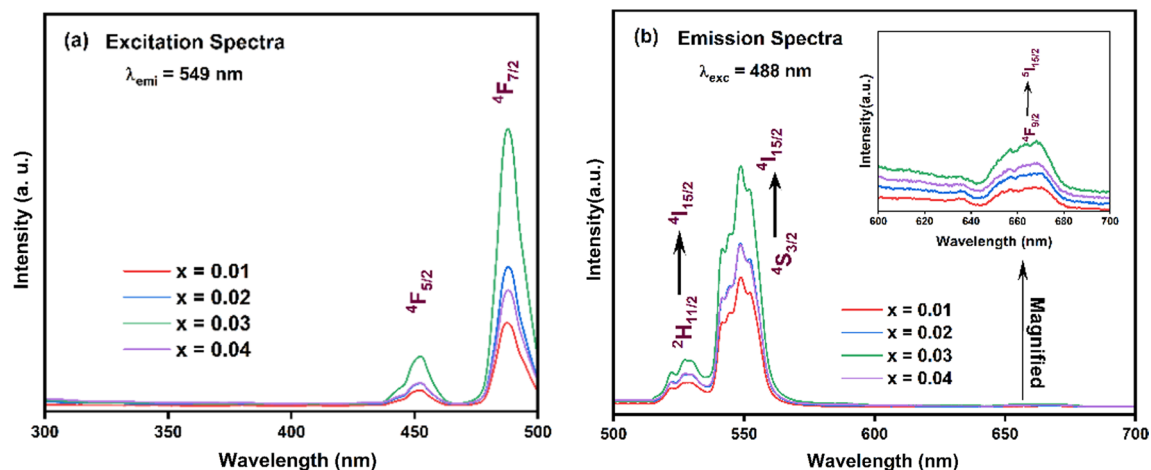 (a) Excitation Spectra
λemi = 549 nm
⁴F7/2
⁴F5/2
x = 0.01
x = 0.02
x = 0.03
x = 0.04
Intensity (a. u.)
300 350 400 450 500
Wavelength (nm)
(b) Emission Spectra
λexc = 488 nm
⁴I15/2
²H11/2
⁴I15/2
⁴S3/2
x = 0.01
x = 0.02
x = 0.03
x = 0.04
Magnified
Intensity(a.u.)
500 550 600 650 700
Wavelength (nm)
⁵I15/2
⁴F9/2
Intensity(a.u.)
600 620 640 660 680 700
Wavelength (nm)